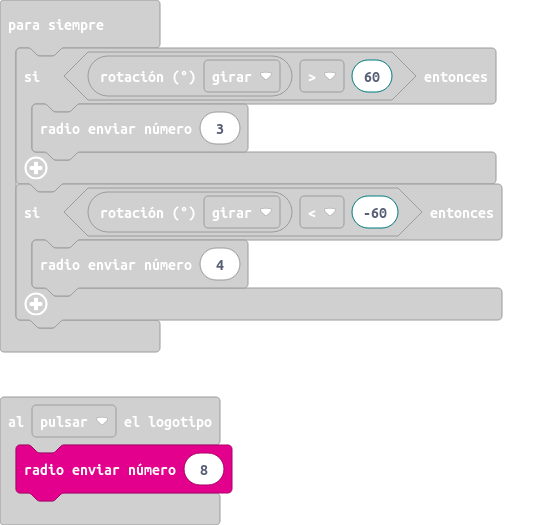 para siempre
si rotación (°) girar > 60 entonces
radio enviar número 3
si rotación (°) girar < -60 entonces
radio enviar número 4
al pulsar el logotipo
radio enviar número 8